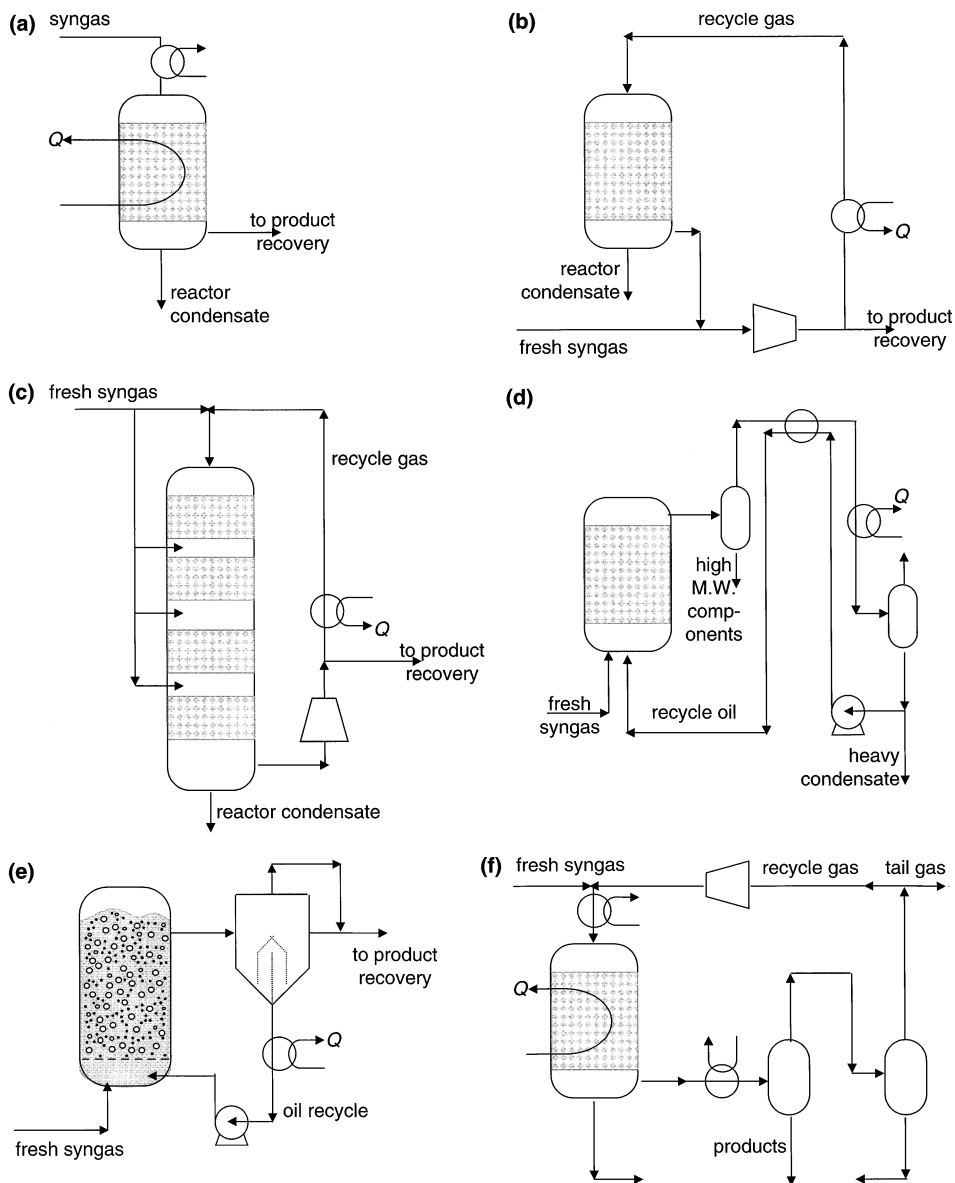 (a)
syngas
Q
to product
recovery
reactor
condensate
(b)
recycle gas
Q
reactor
condensate
fresh syngas
to product
recovery
(c)
fresh syngas
recycle gas
Q
to product
recovery
reactor condensate
(d)
Q
high
M.W.
comp-
onents
fresh
syngas
recycle oil
heavy
condensate
(e)
to product
recovery
Q
oil recycle
fresh syngas
(f)
fresh syngas
recycle gas
tail gas
Q
products